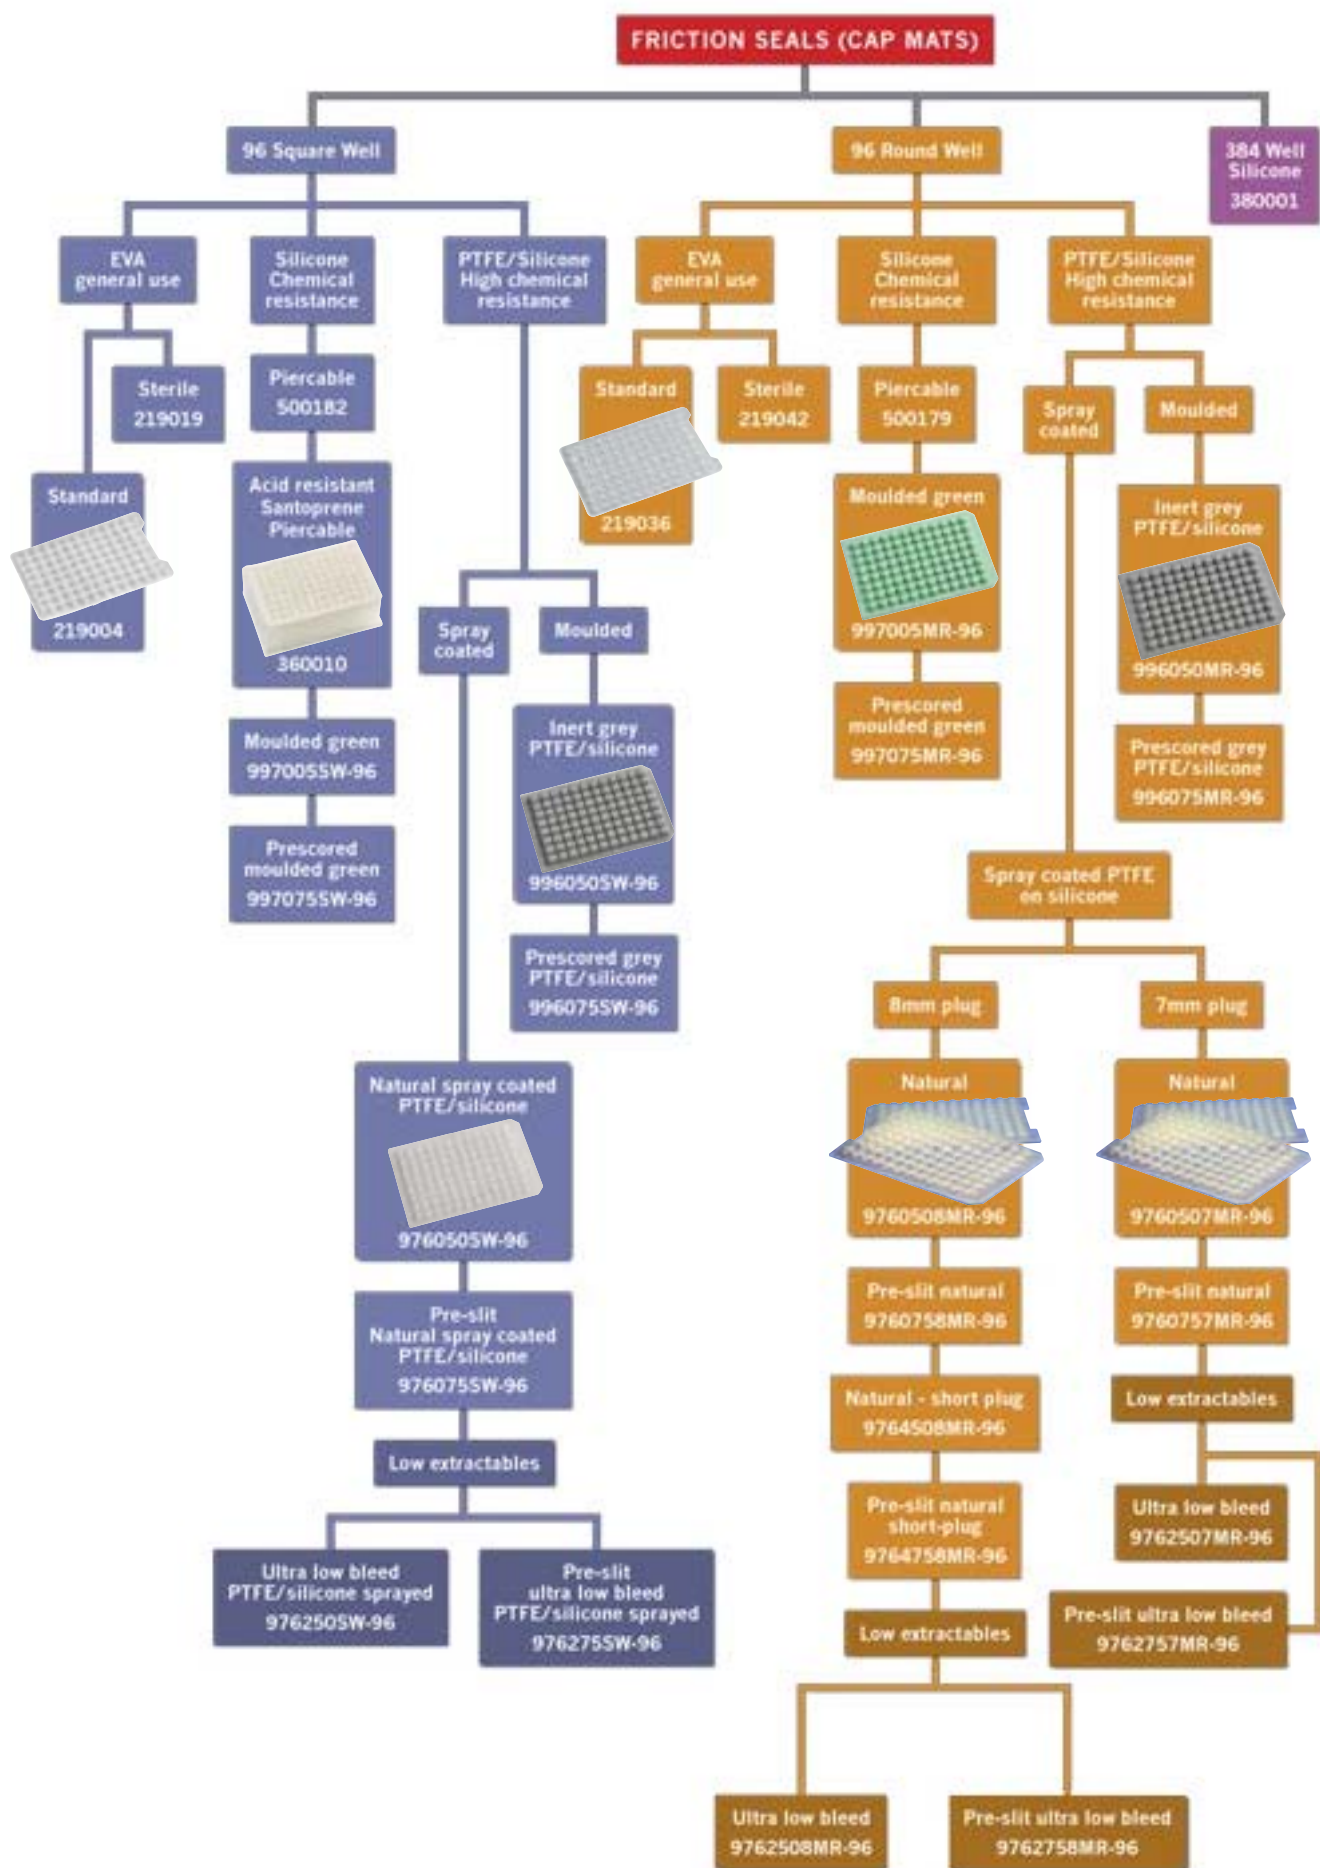 FRICTION SEALS (CAP MATS)
96 Square Well
96 Round Well
384 Well
Silicone
380001
EVA
general use
Silicone
Chemical
resistance
PTFE/Silicone
High chemical
resistance
EVA
general use
Silicone
Chemical
resistance
PTFE/Silicone
High chemical
resistance
Sterile
219019
Piercable
500182
Standard
219036
Sterile
219042
Piercable
500179
Spray
coated
Moulded
Standard
219004
Acid resistant
Santoprene
Piercable
360010
Moulded green
997005MR-96
Inert grey
PTFE/silicone
996050MR-96
Spray
coated
Moulded
Prescored
moulded green
997075MR-96
Moulded green
997005SW-96
Inert grey
PTFE/silicone
996050SW-96
Prescored grey
PTFE/silicone
996075MR-96
Prescored
moulded green
997075SW-96
Spray coated PTFE
on silicone
Prescored grey
PTFE/silicone
996075SW-96
8mm plug
7mm plug
Natural spray coated
PTFE/silicone
976050SW-96
Natural
9760508MR-96
Natural
9760507MR-96
Pre-slit
Natural spray coated
PTFE/silicone
976075SW-96
Pre-slit natural
9760758MR-96
Pre-slit natural
9760757MR-96
Natural - short plug
9764508MR-96
Low extractables
Low extractables
Pre-slit natural
short-plug
9764758MR-96
Ultra low bleed
9762507MR-96
Ultra low bleed
PTFE/silicone sprayed
976250SW-96
Pre-slit
ultra low bleed
PTFE/silicone sprayed
976275SW-96
Low extractables
Pre-slit ultra low bleed
9762757MR-96
Ultra low bleed
9762508MR-96
Pre-slit ultra low bleed
9762758MR-96